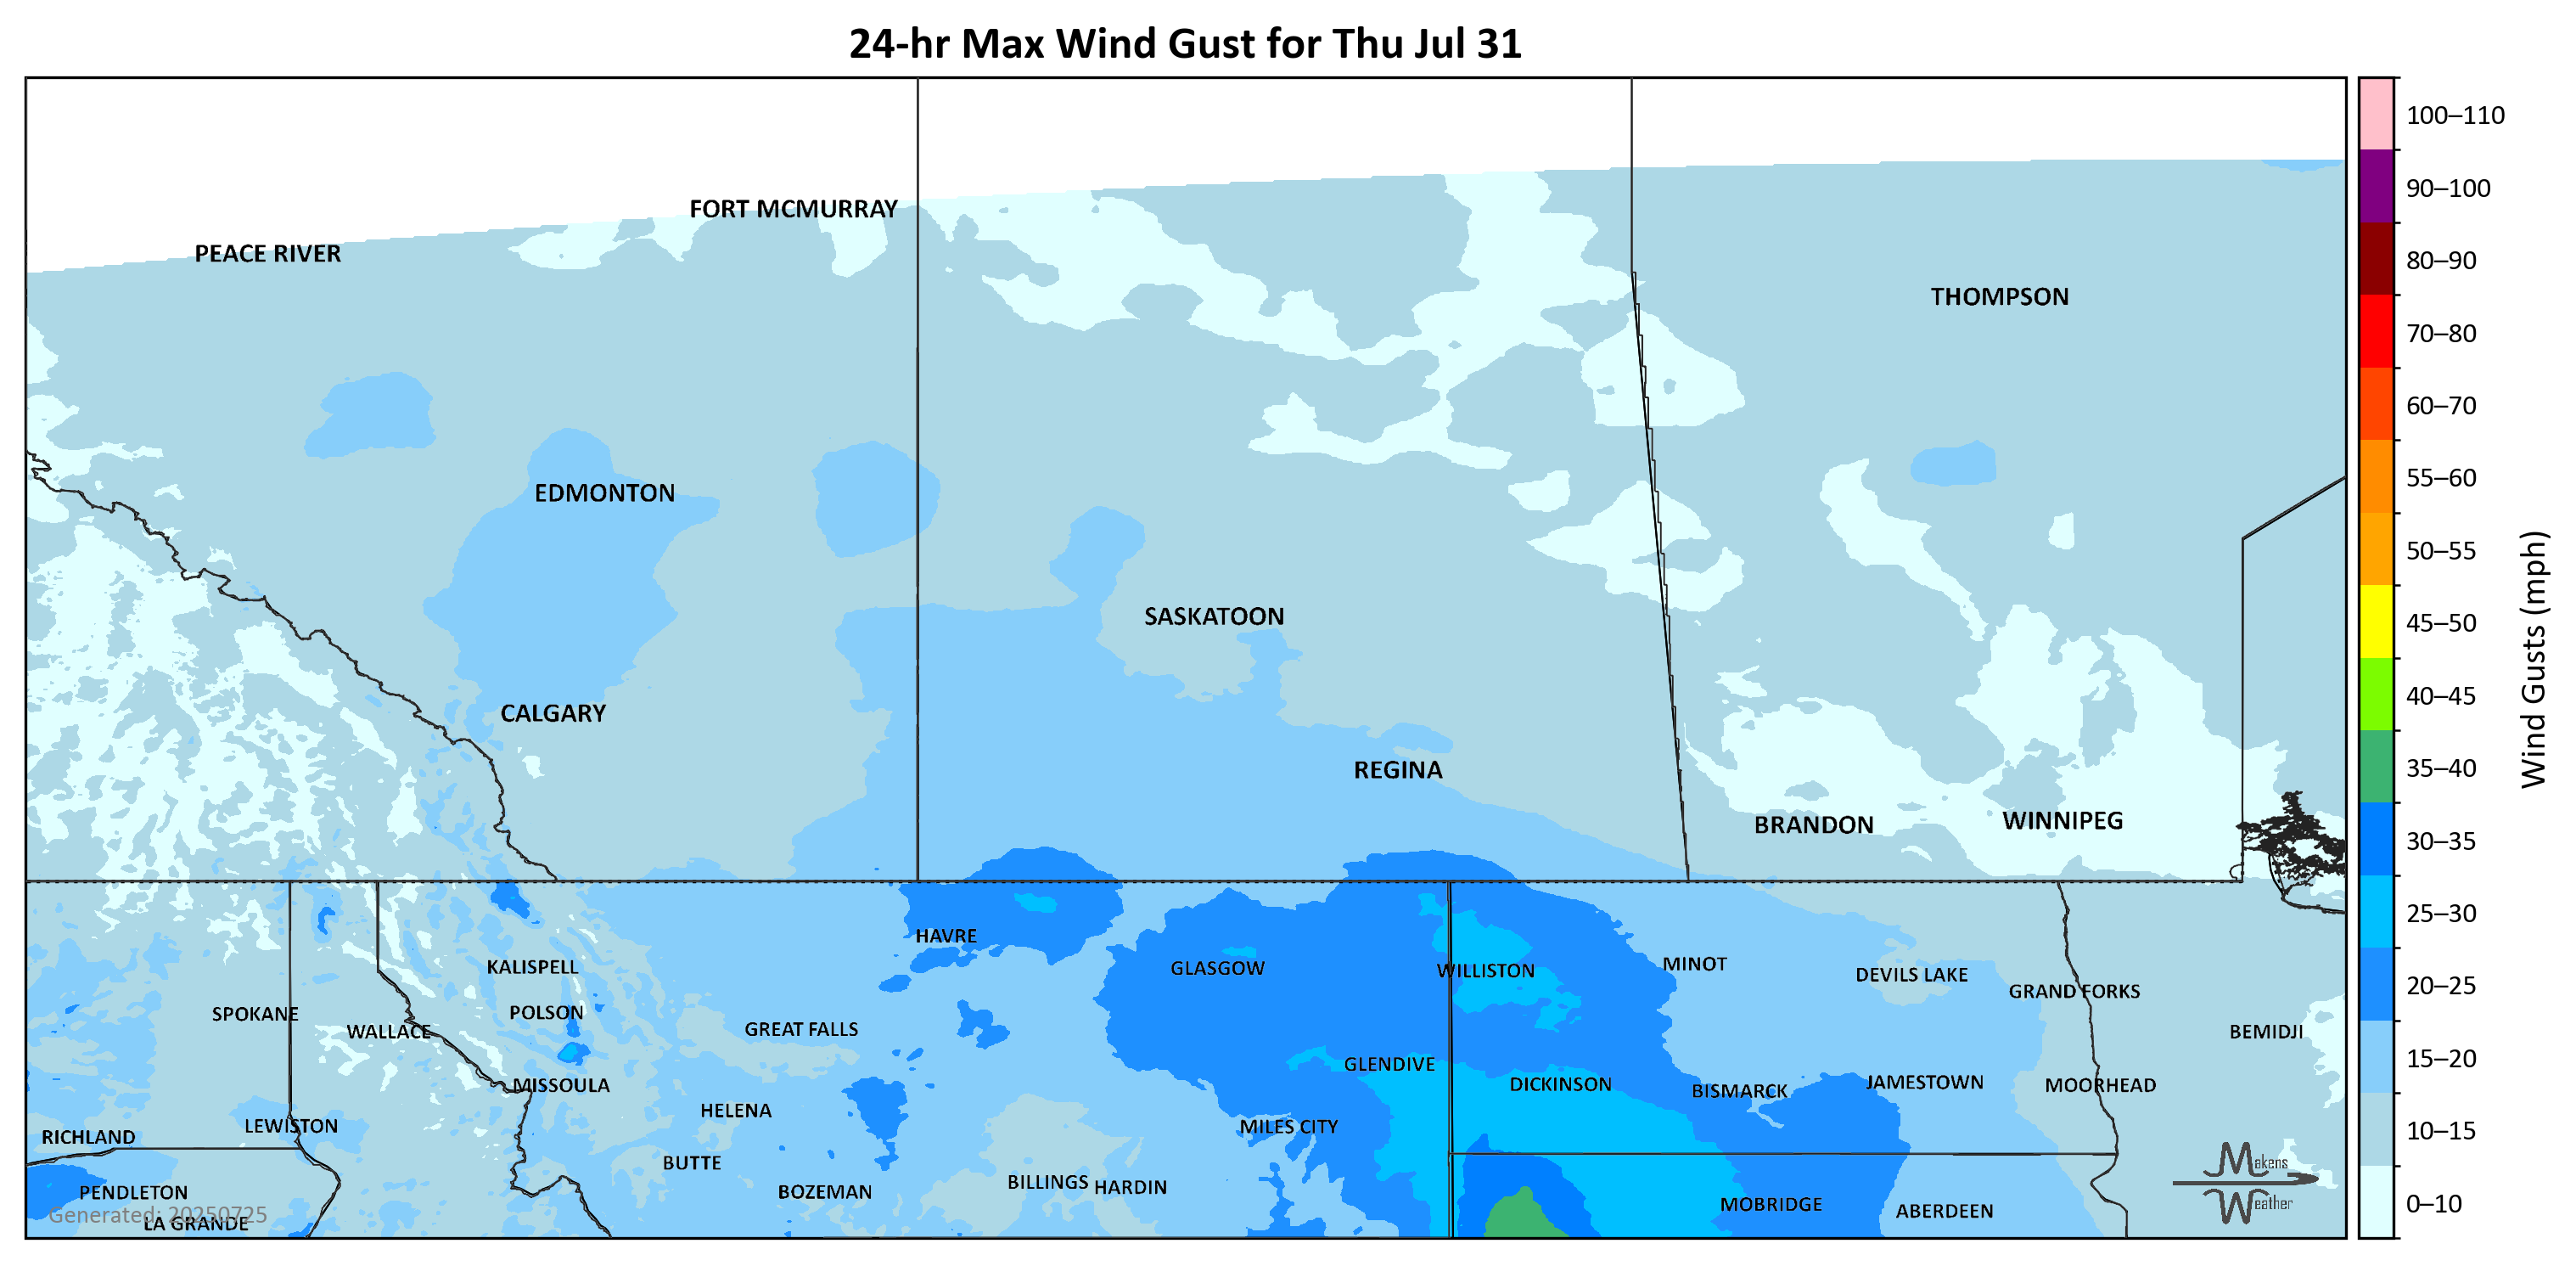 24-hr Max Wind Gust for Thu Jul 31
100–110
90–100
80–90
70–80
60–70
55–60
50–55
45–50
40–45
35–40
30–35
25–30
20–25
15–20
10–15
0–10
Wind Gusts (mph)
FORT MCMURRAY
PEACE RIVER
THOMPSON
EDMONTON
SASKATOON
CALGARY
REGINA
BRANDON
WINNIPEG
HAVRE
KALISPELL
GLASGOW
WILLISTON
MINOT
DEVILS LAKE
GRAND FORKS
SPOKANE
POLSON
WALLACE
GREAT FALLS
BEMIDJI
GLENDIVE
MISSOULA
DICKINSON
BISMARCK
JAMESTOWN
MOORHEAD
HELENA
LEWISTON
MILES CITY
RICHLAND
BUTTE
PENDLETON
BOZEMAN
BILLINGS
HARDIN
MOBRIDGE
ABERDEEN
Generated: 20250725
LA GRANDE
Makens
Weather